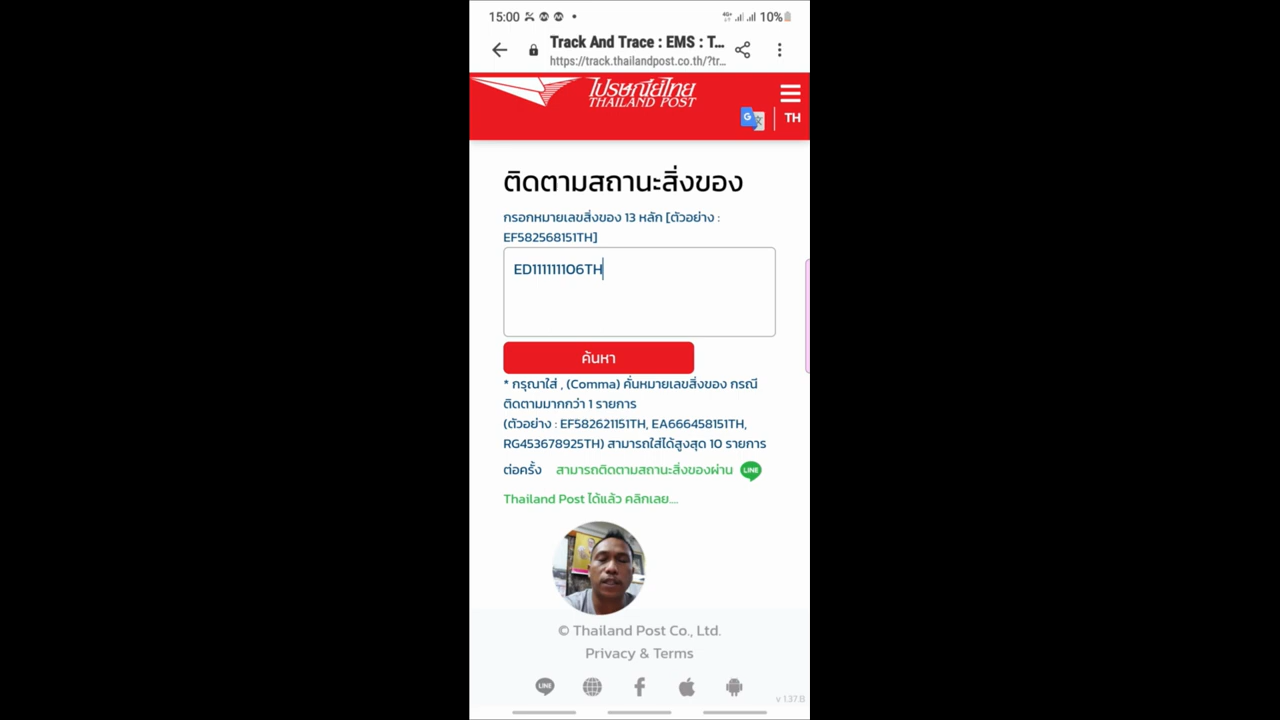 15:00
4G+
10%
Track And Trace : EMS : T...
https://track.thailandpost.co.th/?tr...
ไปรษณีย์ไทย
THAILAND POST
G
TH
ติดตามสถานะสิ่งของ
กรอกหมายเลขสิ่งของ 13 หลัก [ตัวอย่าง :
EF582568151TH]
ED111111106TH
ค้นหา
* กรุณาใส่ , (Comma) คั่นหมายเลขสิ่งของ กรณี
ติดตามมากกว่า 1 รายการ
(ตัวอย่าง : EF582621151TH, EA666458151TH,
RG453678925TH) สามารถใส่ได้สูงสุด 10 รายการ
ต่อครั้ง สามารถติดตามสถานะสิ่งของผ่าน LINE
Thailand Post ได้แล้ว คลิกเลย....
© Thailand Post Co., Ltd.
Privacy & Terms
LINE
v 1.37.B